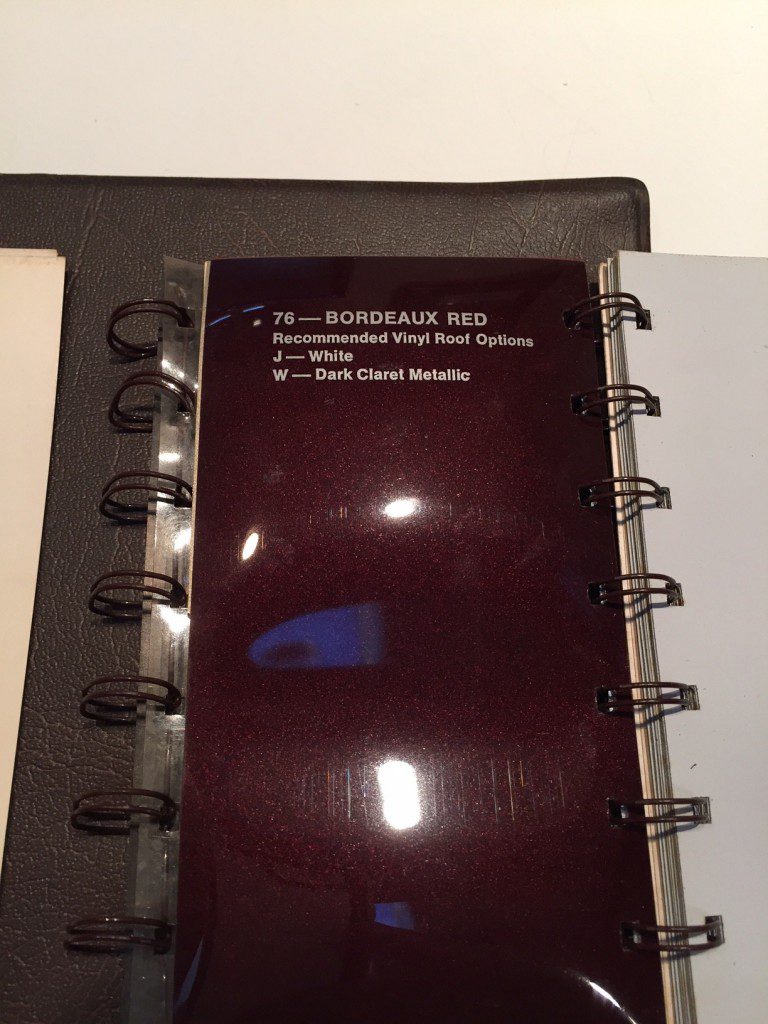 76 — BORDEAUX RED
Recommended Vinyl Roof Options
J — White
W — Dark Claret Metallic